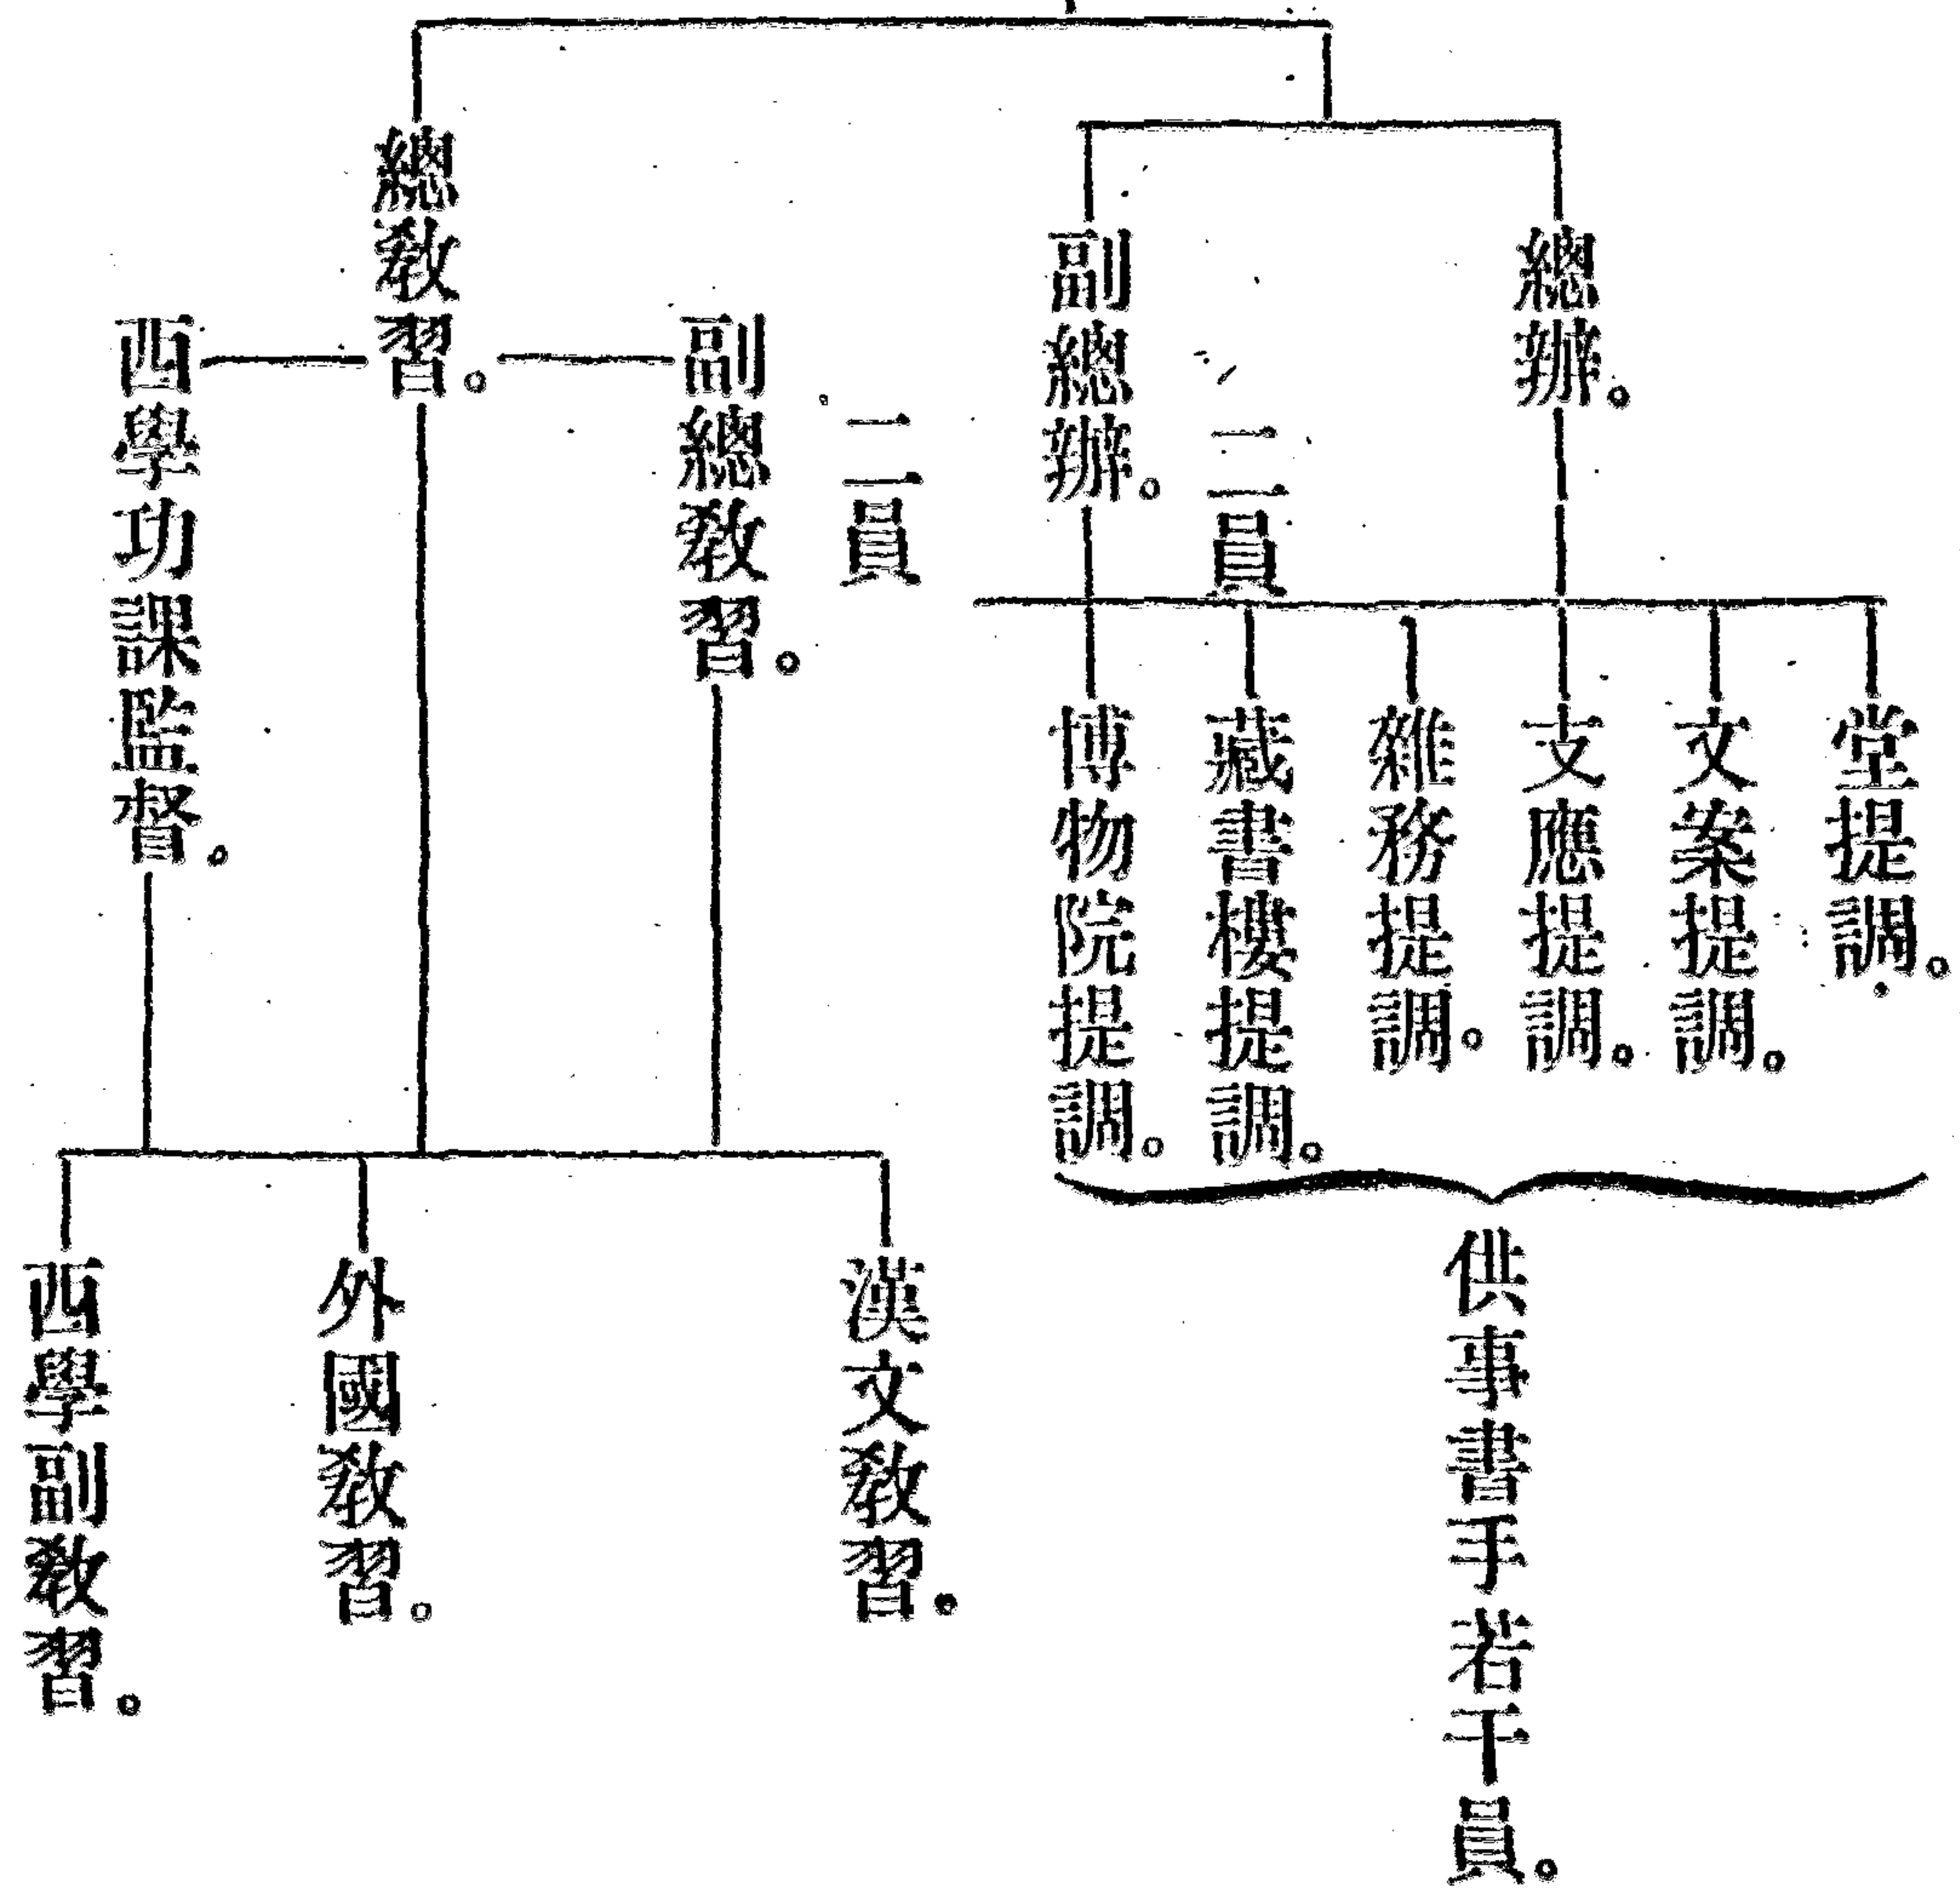 總辦。
二員
副總辦。
堂提調。
文案提調。
支應提調。
雜務提調。
藏書樓提調。
博物院提調。
供事書手若干員。
二員
副總教習。
總教習。
西學功課監督。
漢文教習。
外國教習。
西學副教習。